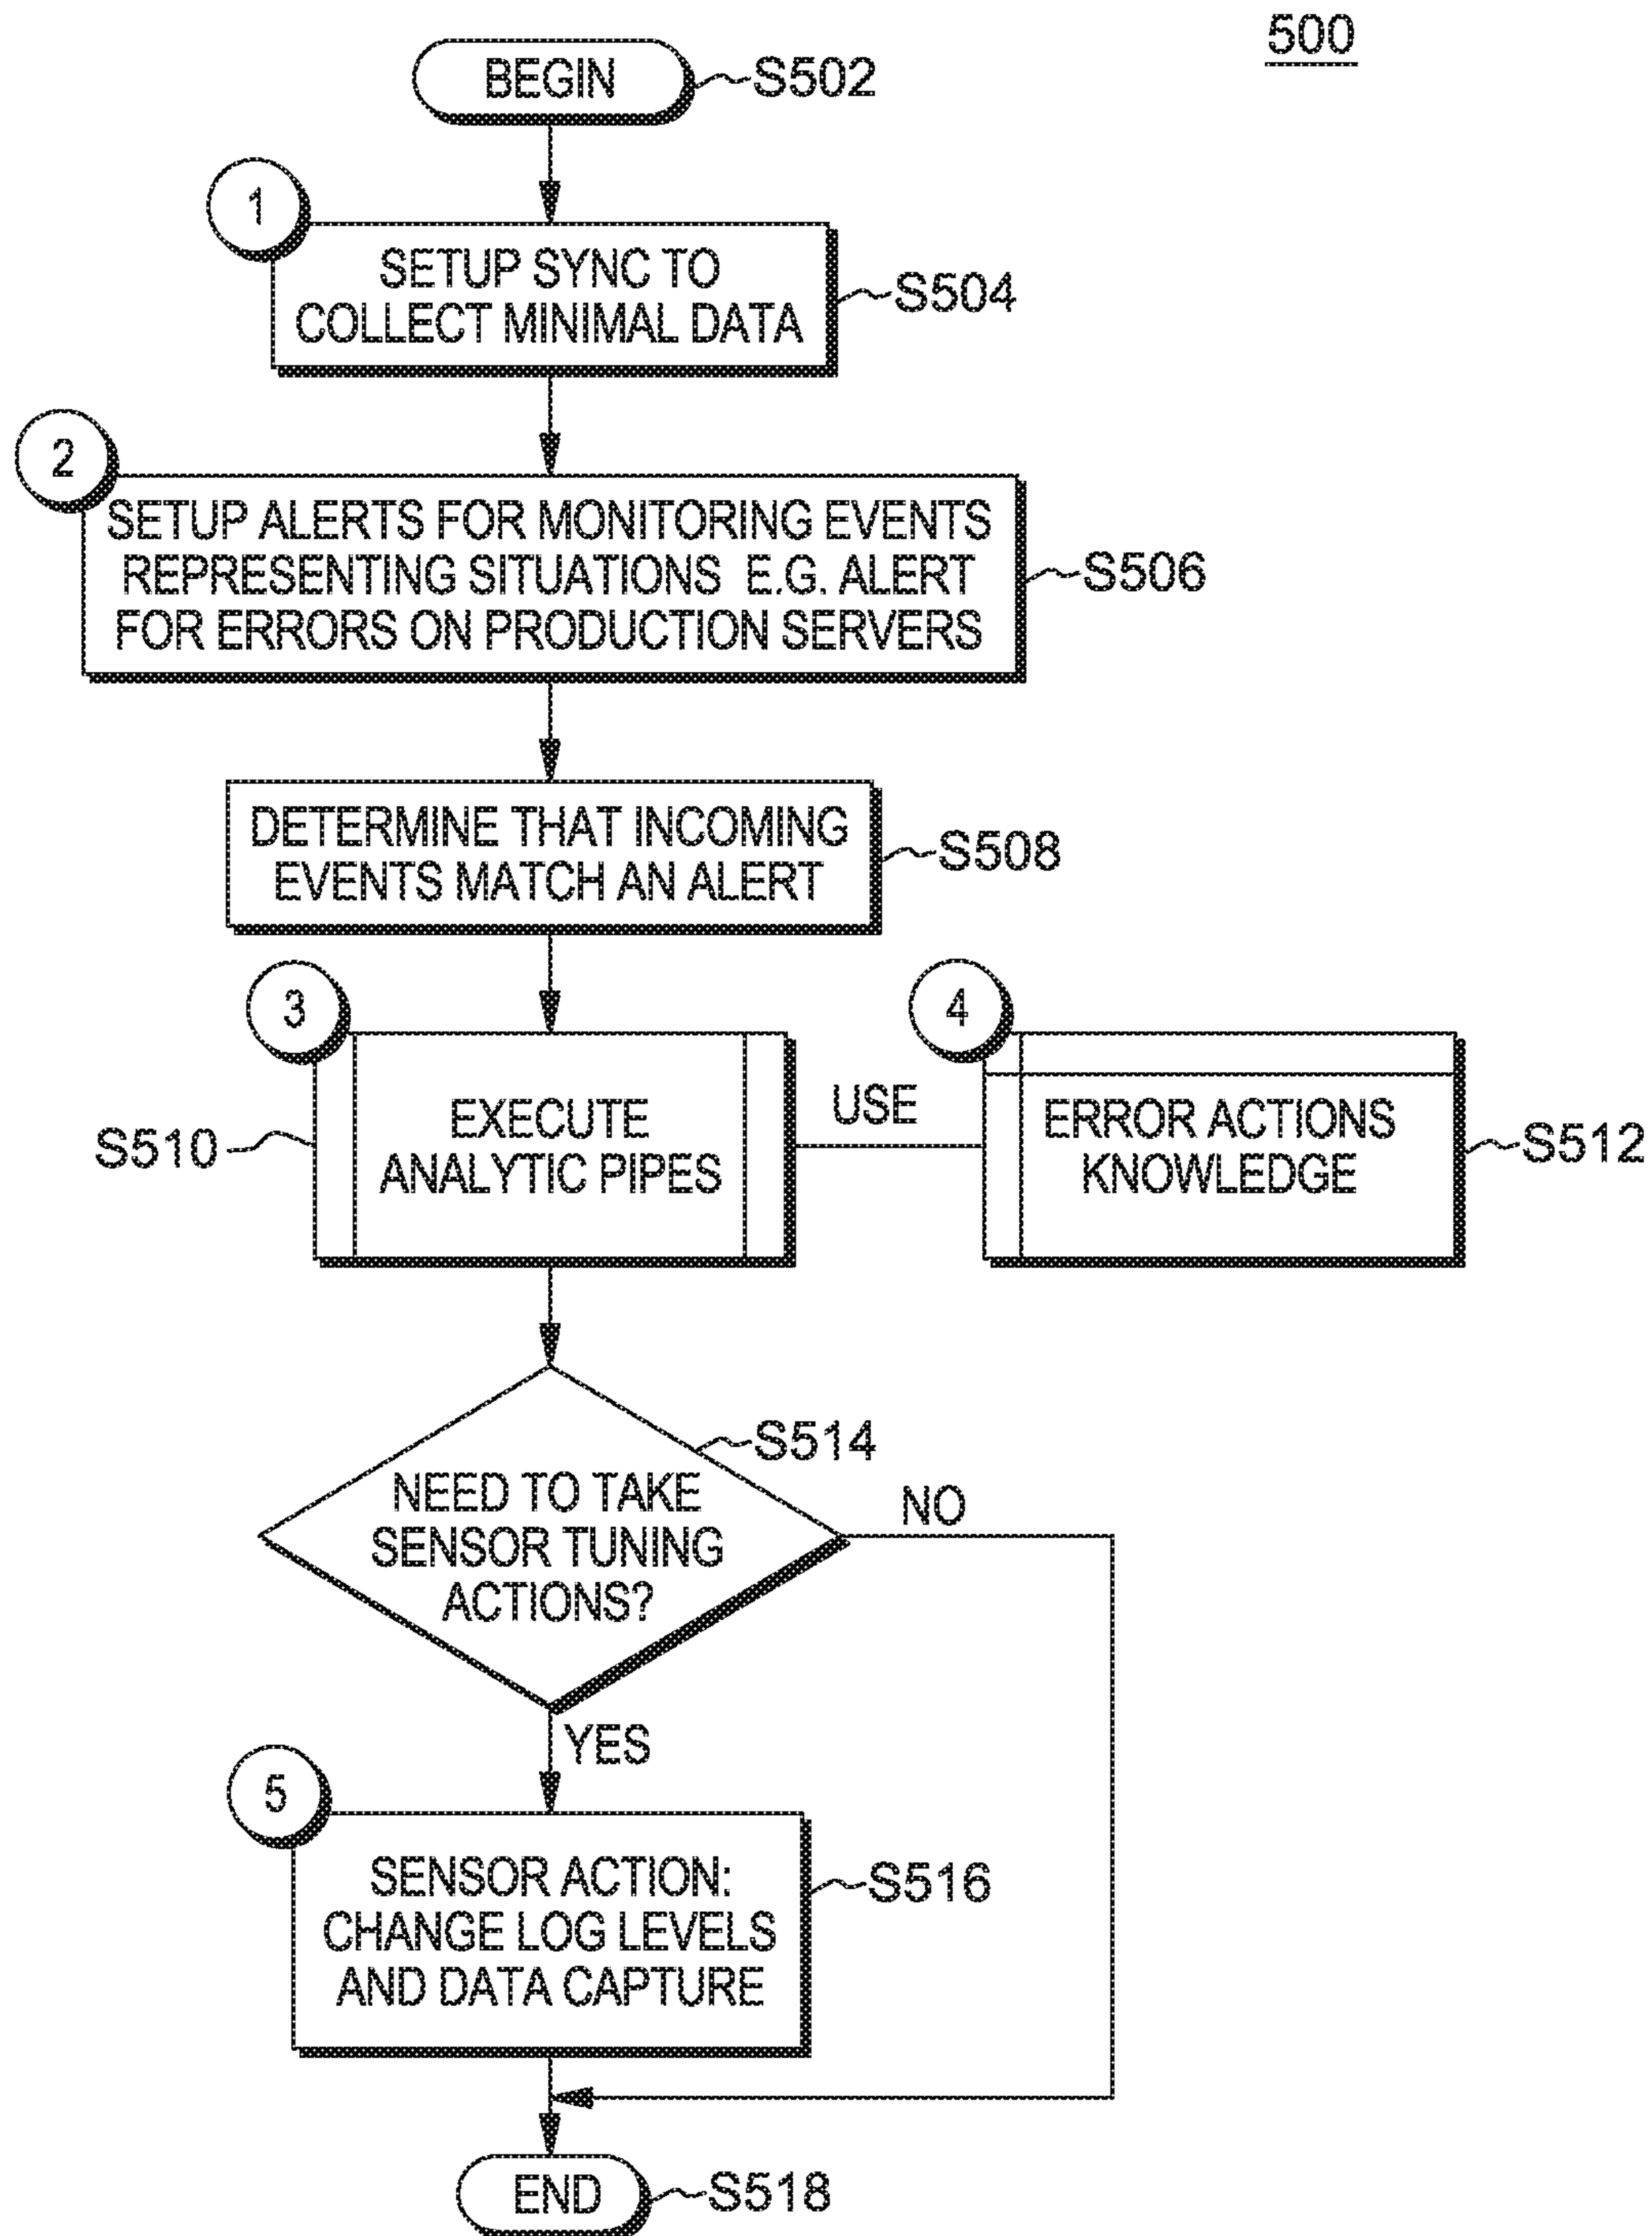 500
BEGIN
S502
1
SETUP SYNC TO
COLLECT MINIMAL DATA
S504
2
SETUP ALERTS FOR MONITORING EVENTS
REPRESENTING SITUATIONS E.G. ALERT
FOR ERRORS ON PRODUCTION SERVERS
S506
DETERMINE THAT INCOMING
EVENTS MATCH AN ALERT
S508
3
EXECUTE
ANALYTIC PIPES
S510
USE
4
ERROR ACTIONS
KNOWLEDGE
S512
NEED TO TAKE
SENSOR TUNING
ACTIONS?
S514
NO
YES
5
SENSOR ACTION:
CHANGE LOG LEVELS
AND DATA CAPTURE
S516
END
S518